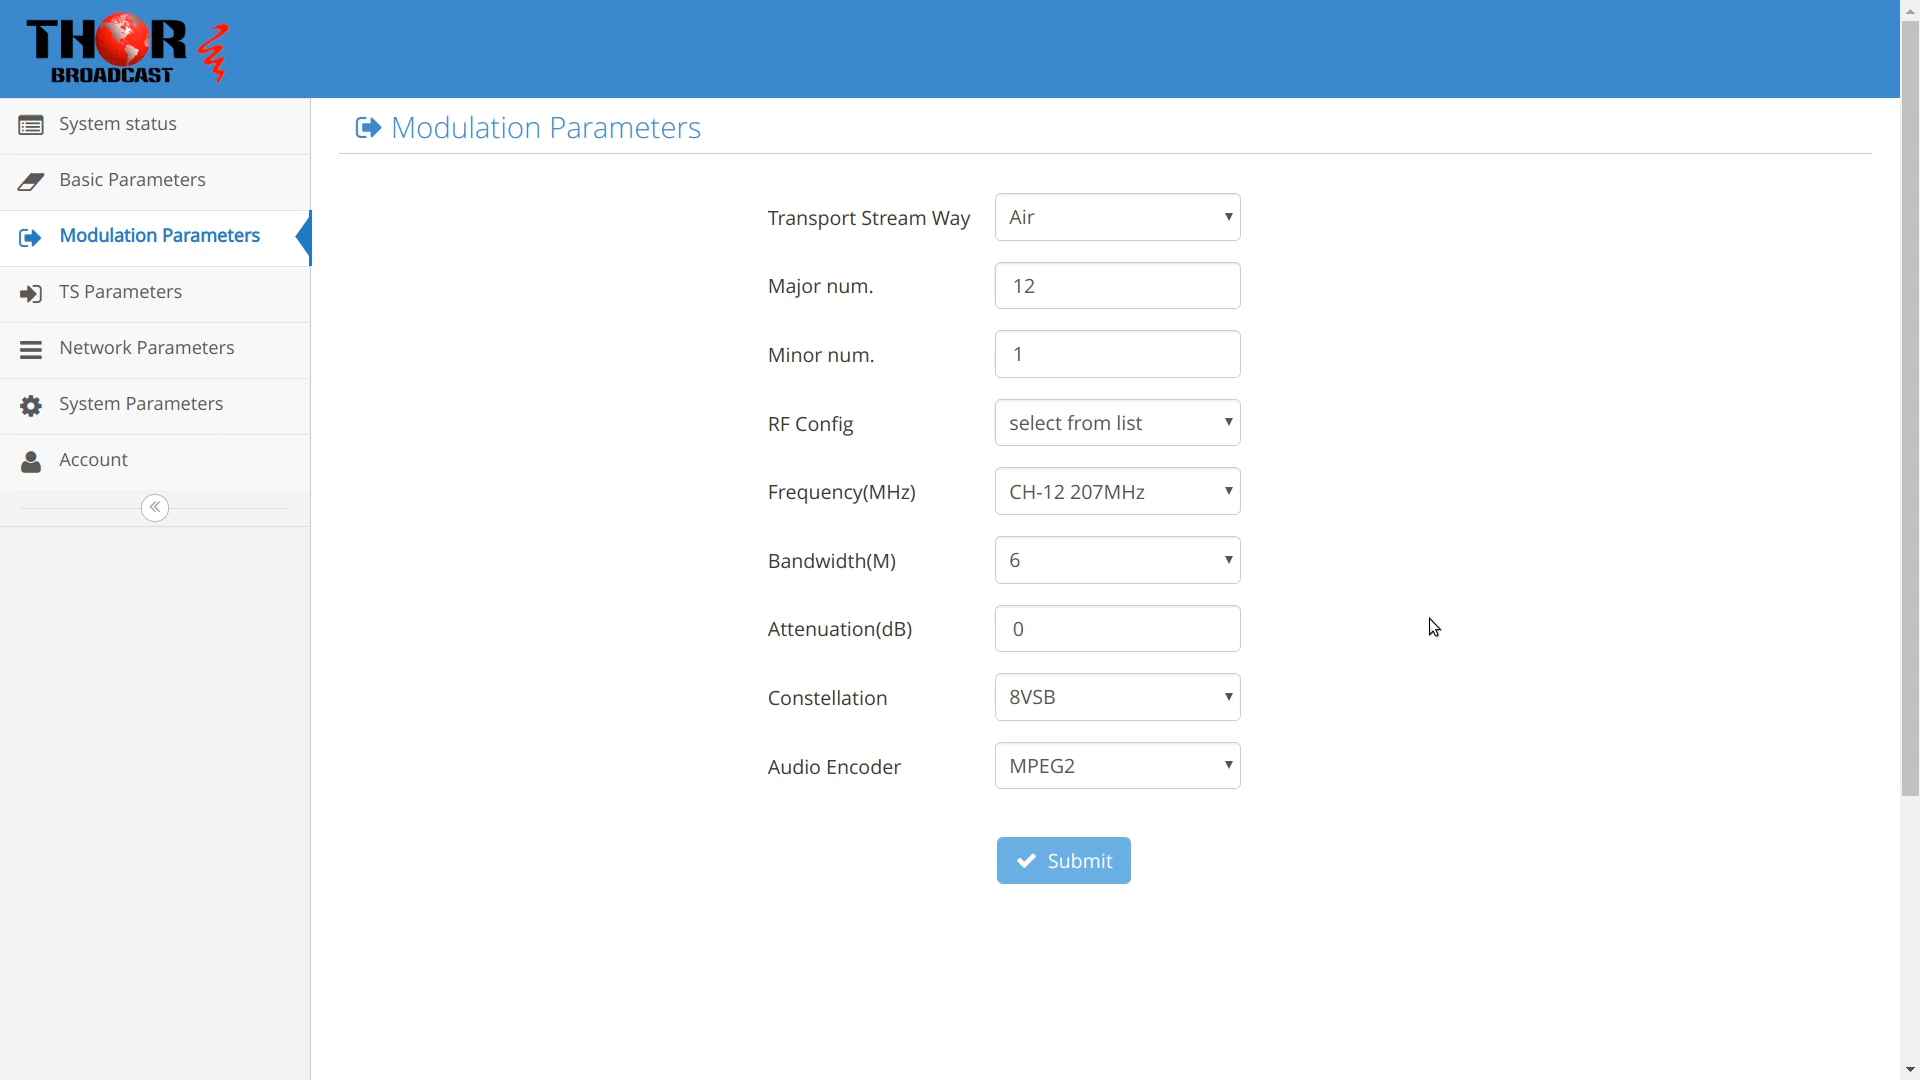 THOR
BROADCAST
System status
Basic Parameters
Modulation Parameters
TS Parameters
Network Parameters
System Parameters
Account
Modulation Parameters
Transport Stream Way Air
Major num. 12
Minor num. 1
RF Config select from list
Frequency(MHz) CH-12 207MHz
Bandwidth(M) 6
Attenuation(dB) 0
Constellation 8VSB
Audio Encoder MPEG2
Submit